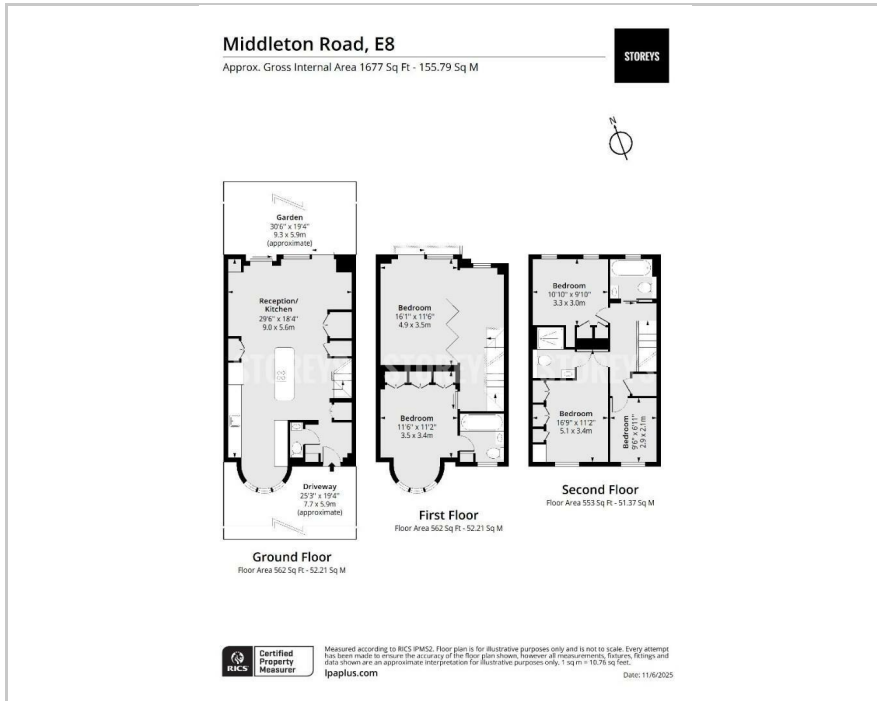 Middleton Road, E8
Approx. Gross Internal Area 1677 Sq Ft - 155.79 Sq M
STOREYS
N
Garden
30'6" x 19'4"
9.3 x 5.9m
(approximate)
Reception/
Kitchen
29'6" x 18'4"
9.0 x 5.6m
Driveway
25'3" x 19'4"
7.7 x 5.9m
(approximate)
Ground Floor
Floor Area 562 Sq Ft - 52.21 Sq M
Bedroom
16'1" x 11'6"
4.9 x 3.5m
Bedroom
11'6" x 11'2"
3.5 x 3.4m
First Floor
Floor Area 562 Sq Ft - 52.21 Sq M
Bedroom
10'10" x 9'10"
3.3 x 3.0m
Bedroom
16'9" x 11'2"
5.1 x 3.4m
Bedroom
9'6" x 6'11"
2.9 x 2.1m
Second Floor
Floor Area 553 Sq Ft - 51.37 Sq M
STOREYS
STOREYS
STOREYS
RICS
Certified
Property
Measurer
Measured according to RICS IPMS2. Floor plan is for illustrative purposes only and is not to scale. Every attempt
has been made to ensure the accuracy of the floor plan shown, however all measurements, fixtures, fittings and
data shown are an approximate interpretation for illustrative purposes only. 1 sq m = 10.76 sq feet.
lpaplus.com
Date: 11/6/2025